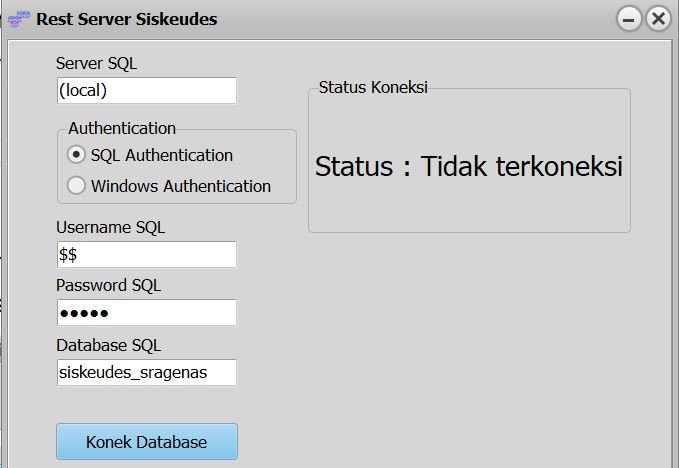 Rest Server Siskeudes
Server SQL
(local)
Authentication
SQL Authentication
Windows Authentication
Username SQL
$$
Password SQL
●●●●●
Database SQL
siskeudes_sragenas
Konek Database
Status Koneksi
Status : Tidak terkoneksi